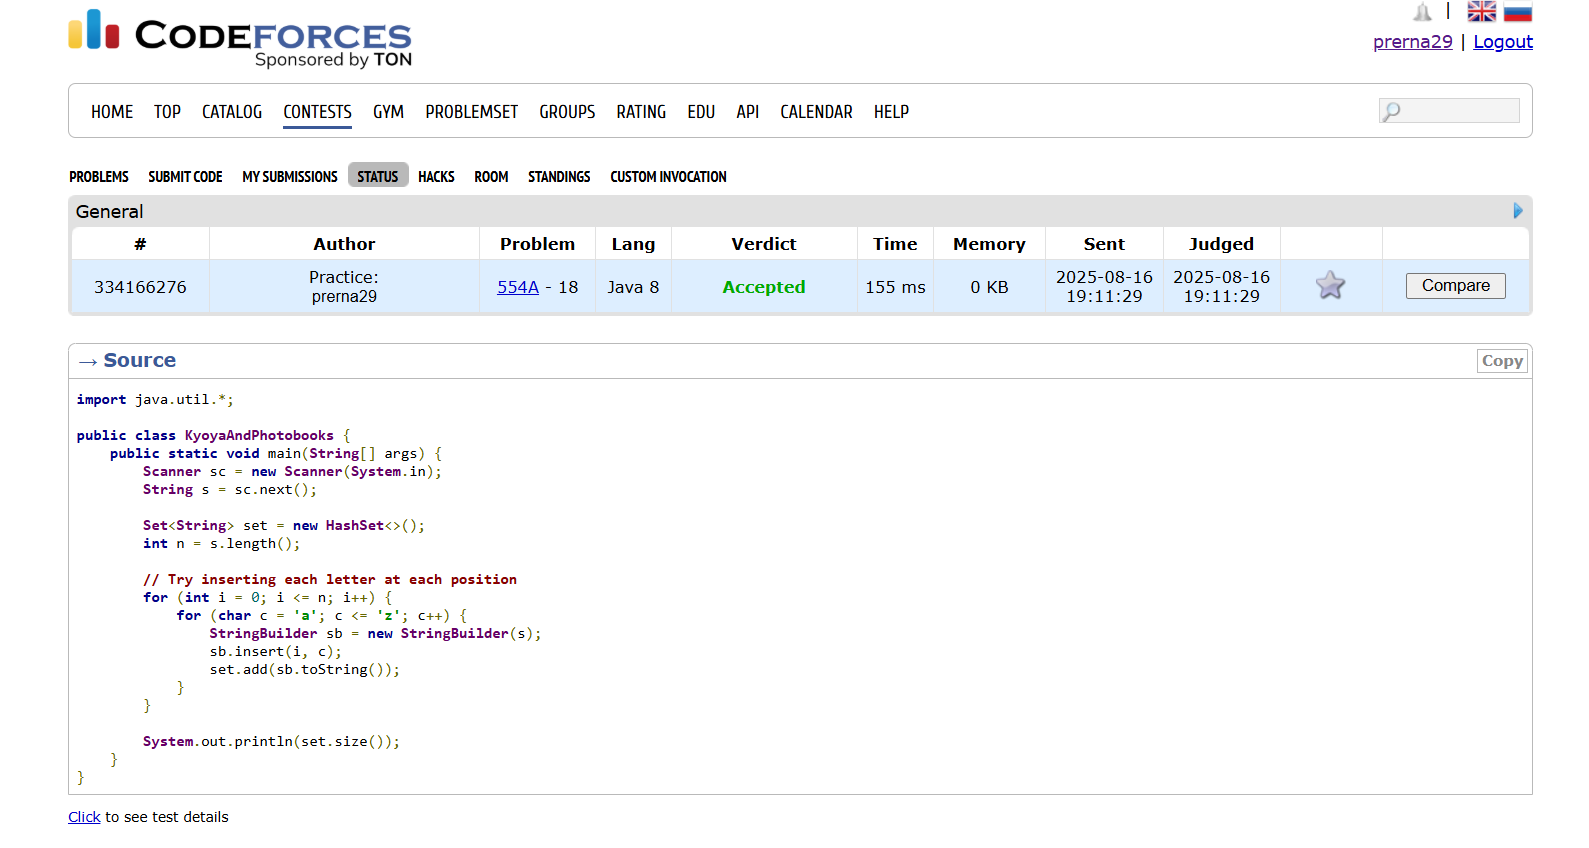 CODEFORCES
Sponsored by TON
|
prerna29 | Logout
HOME TOP CATALOG CONTESTS GYM PROBLEMSET GROUPS RATING EDU API CALENDAR HELP
PROBLEMS SUBMIT CODE MY SUBMISSIONS STATUS HACKS ROOM STANDINGS CUSTOM INVOCATION
General
# Author Problem Lang Verdict Time Memory Sent Judged
334166276 Practice: prerna29 554A - 18 Java 8 Accepted 155 ms 0 KB 2025-08-16 19:11:29 2025-08-16 19:11:29 Compare
→ Source Copy
import java.util.*;

public class KyoyaAndPhotobooks {
    public static void main(String[] args) {
        Scanner sc = new Scanner(System.in);
        String s = sc.next();

        Set<String> set = new HashSet<>();
        int n = s.length();

        // Try inserting each letter at each position
        for (int i = 0; i <= n; i++) {
            for (char c = 'a'; c <= 'z'; c++) {
                StringBuilder sb = new StringBuilder(s);
                sb.insert(i, c);
                set.add(sb.toString());
            }
        }

        System.out.println(set.size());
    }
}
Click to see test details